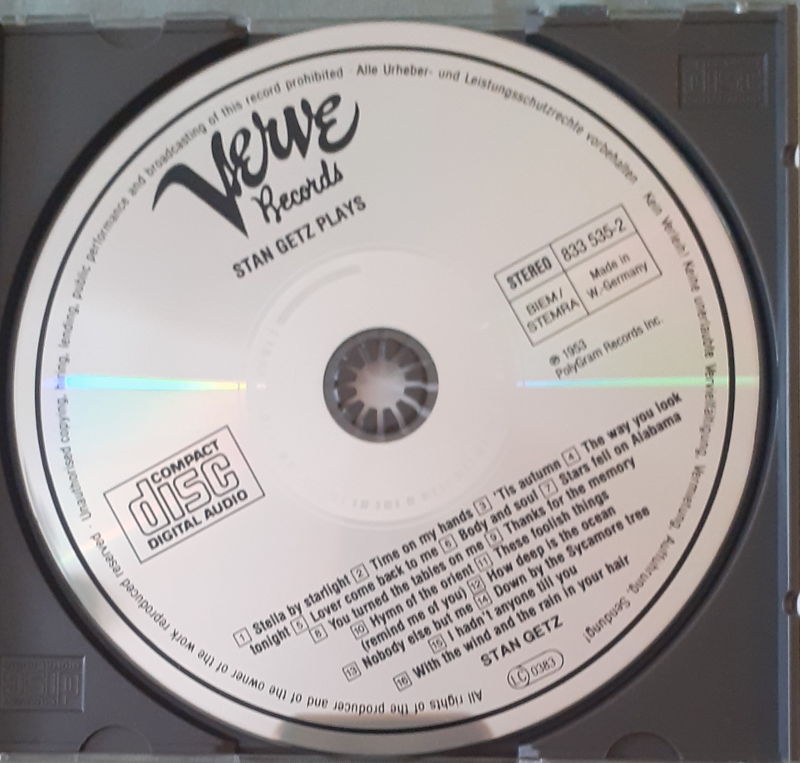 Verve
Records
STAN GETZ PLAYS
STEREO
833 535-2
BIEM/
STEMRA
Made in
W.-Germany
℗ 1953
PolyGram Records Inc.
COMPACT
disc
DIGITAL AUDIO
1 Stella by starlight 2 Time on my hands 3 'Tis autumn 4 The way you look
tonight 5 Lover come back to me 6 Body and soul 7 Stars fell on Alabama
8 You turned the tables on me 9 Thanks for the memory
10 Hymn of the orient 11 These foolish things
(remind me of you) 12 How deep is the ocean
13 Nobody else but me 14 Down by the Sycamore tree
15 I hadn't anyone till you
16 With the wind and the rain in your hair
STAN GETZ
LC 0383
All rights of the producer and of the owner of the work reproduced reserved · Unauthorised copying, hiring, lending, public performance and broadcasting of this record prohibited · Alle Urheber- und Leistungsschutzrechte vorbehalten · Kein Verleih! Keine unerlaubte Vervielfältigung, Vermietung, Aufführung, Sendung!